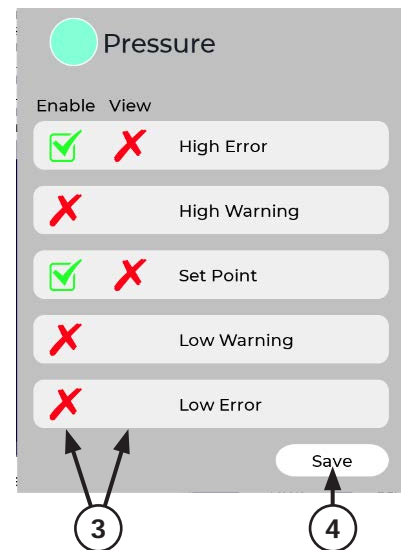 Pressure
Enable View
High Error
High Warning
Set Point
Low Warning
Low Error
Save
3 4